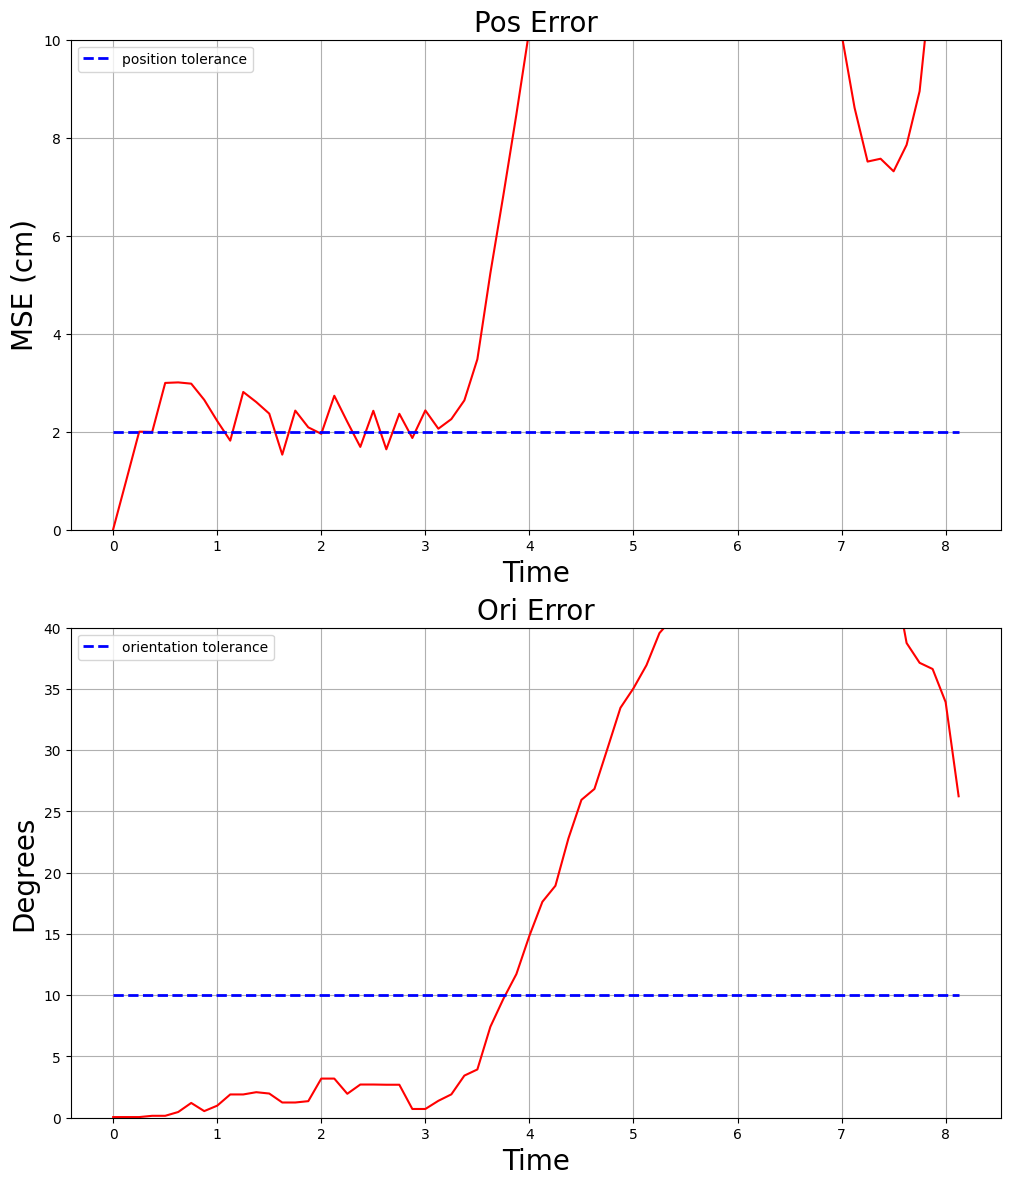 Pos Error
10
position tolerance
8
6
MSE (cm)
4
2
0
0 1 2 3 4 5 6 7 8
Time
Ori Error
40
orientation tolerance
35
30
25
20
Degrees
15
10
5
0
0 1 2 3 4 5 6 7 8
Time